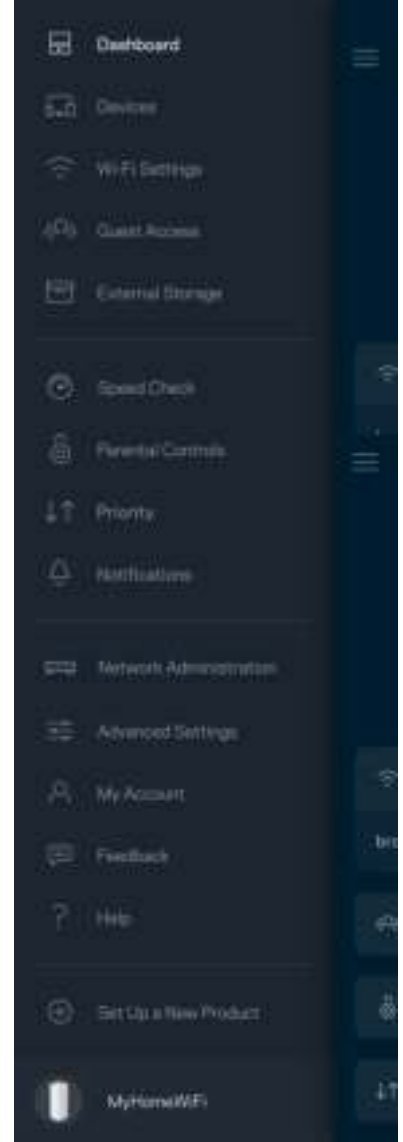 Dashboard
Devices
Wi-Fi Settings
Guest Access
External Storage
Speed Check
Parental Controls
Priority
Notifications
Network Administration
Advanced Settings
My Account
Feedback
bro
Help
Set Up a New Product
MyHomeWiFi